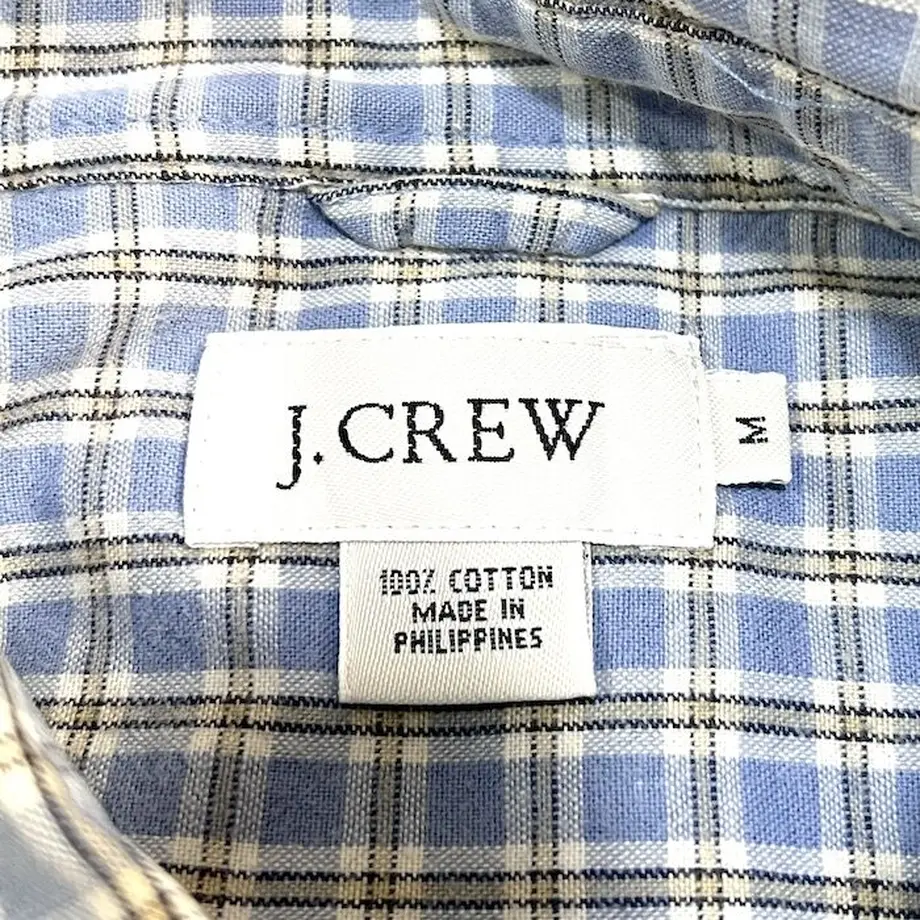 J.CREW
M
100% COTTON
MADE IN
PHILIPPINES